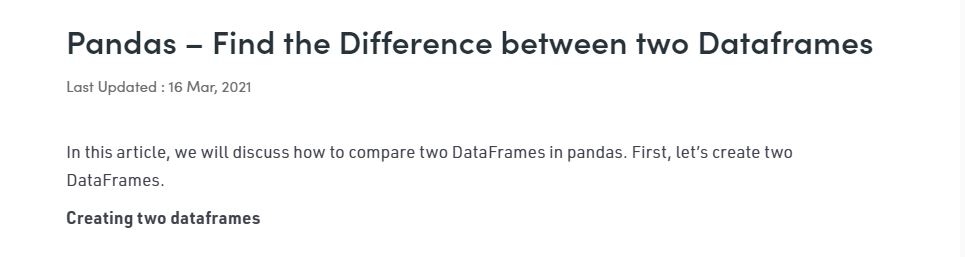 Pandas – Find the Difference between two Dataframes
Last Updated : 16 Mar, 2021
In this article, we will discuss how to compare two DataFrames in pandas. First, let’s create two
DataFrames.
Creating two dataframes